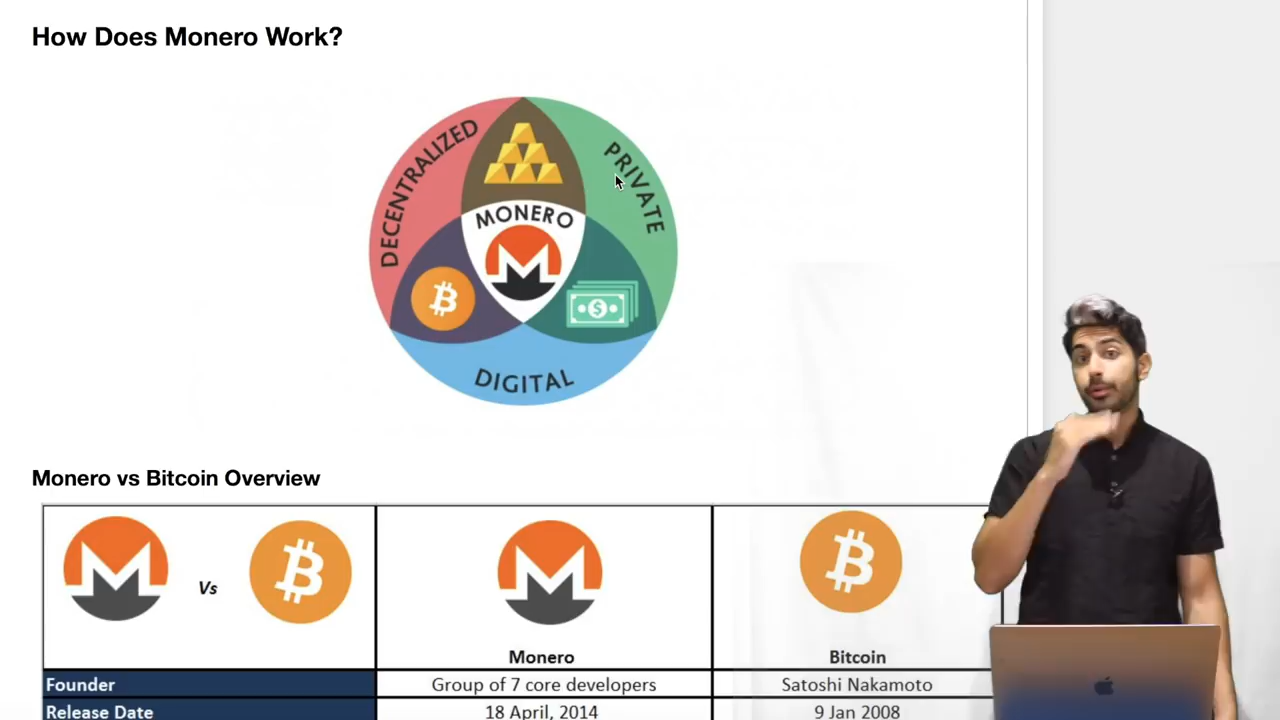 How Does Monero Work?
DECENTRALIZED
PRIVATE
MONERO
DIGITAL
Monero vs Bitcoin Overview
Vs
Monero
Bitcoin
Founder
Group of 7 core developers
Satoshi Nakamoto
Release Date
18 April, 2014
9 Jan 2008